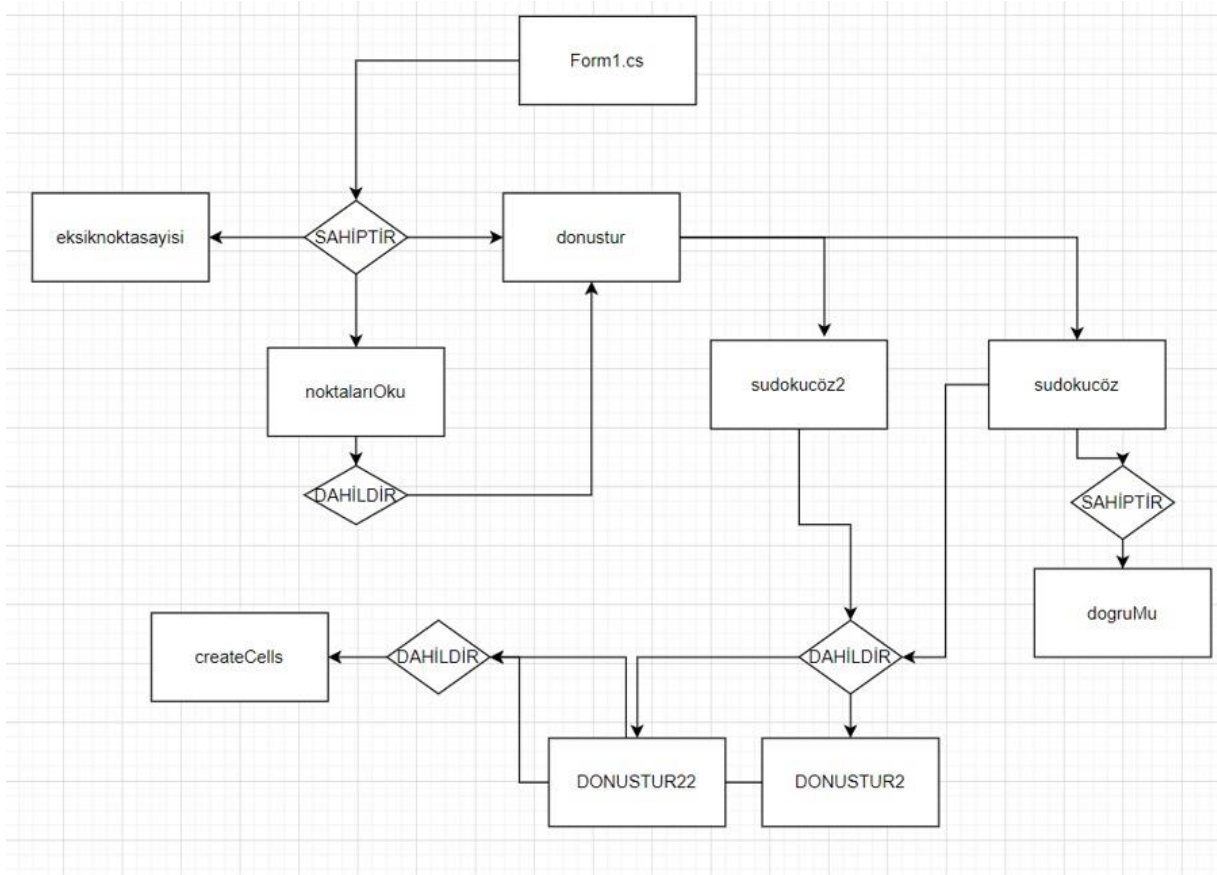 Form1.cs
eksiknoktasayisi
SAHİPTİR
donustur
noktalarıOku
sudokucöz2
sudokucöz
DAHİLDİR
SAHİPTİR
dogruMu
createCells
DAHİLDİR
DAHİLDİR
DONUSTUR22
DONUSTUR2